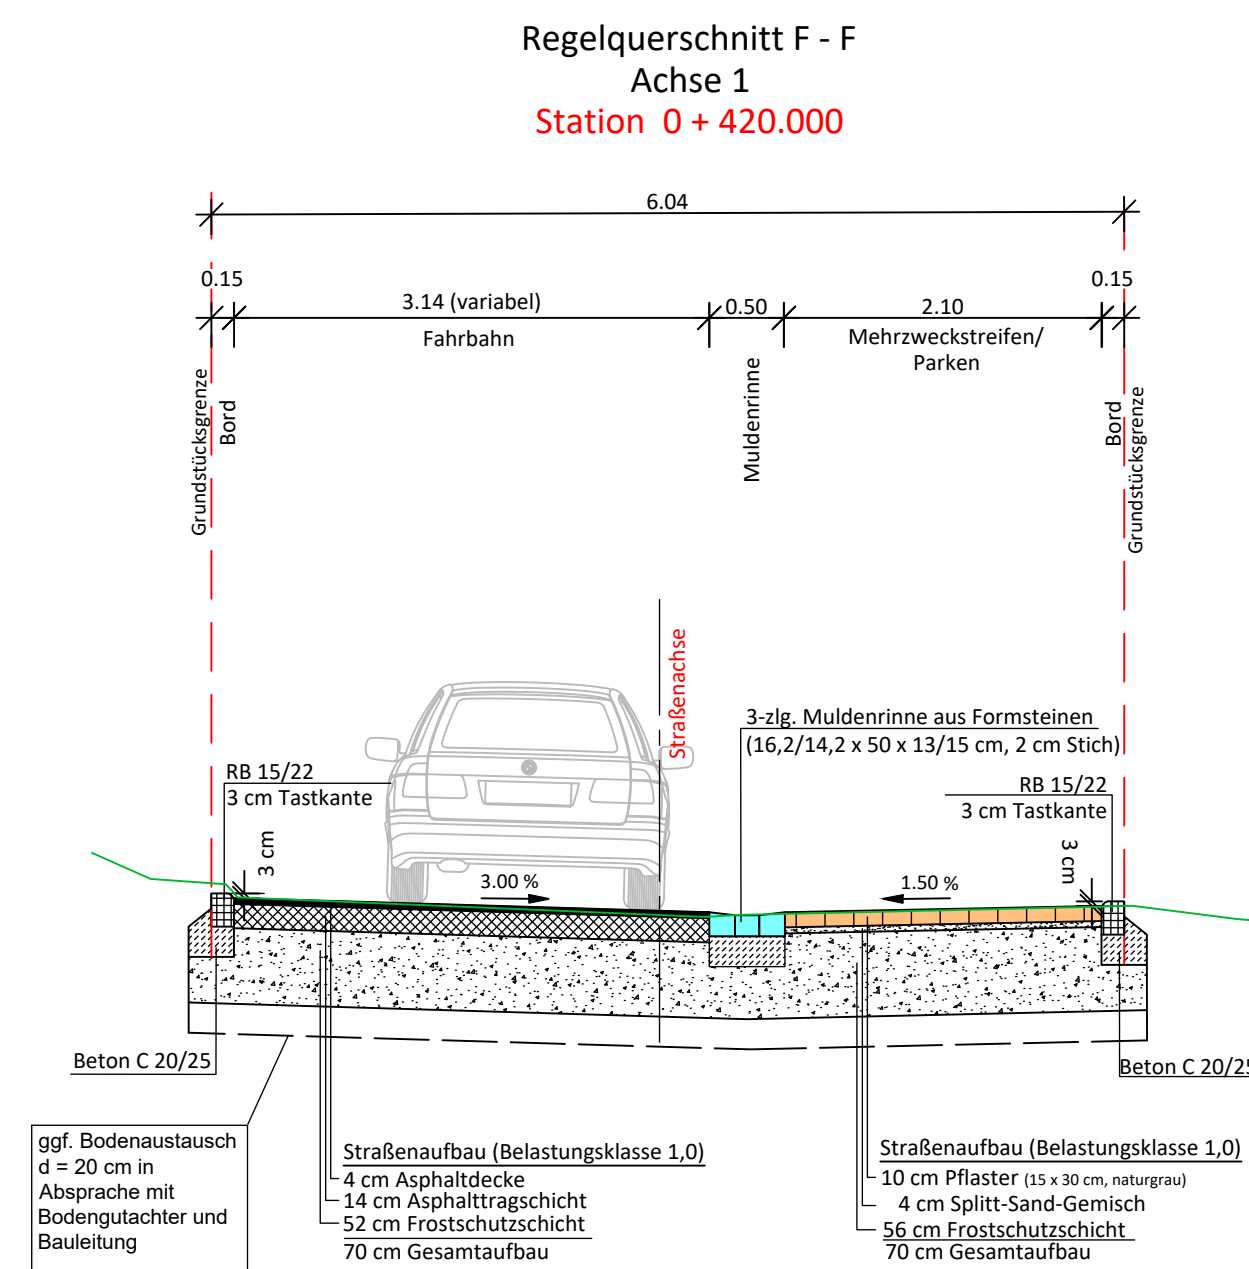 Regelquerschnitt F - F
Achse 1
Station 0 + 420.000
6.04
0.15
3.14 (variabel)
0.50
2.10
0.15
Fahrbahn
Mehrzweckstreifen/
Parken
Grundstücksgrenze
Bord
Muldenrinne
Bord
Grundstücksgrenze
Straßenachse
3-zlg. Muldenrinne aus Formsteinen
(16,2/14,2 x 50 x 13/15 cm, 2 cm Stich)
RB 15/22
3 cm Tastkante
RB 15/22
3 cm Tastkante
3 cm
3 cm
3.00 %
1.50 %
Beton C 20/25
Beton C 20/25
ggf. Bodenaustausch
d = 20 cm in
Absprache mit
Bodengutachter und
Bauleitung
Straßenaufbau (Belastungsklasse 1,0)
4 cm Asphaltdecke
14 cm Asphalttragschicht
52 cm Frostschutzschicht
70 cm Gesamtaufbau
Straßenaufbau (Belastungsklasse 1,0)
10 cm Pflaster (15 x 30 cm, naturgrau)
4 cm Splitt-Sand-Gemisch
56 cm Frostschutzschicht
70 cm Gesamtaufbau